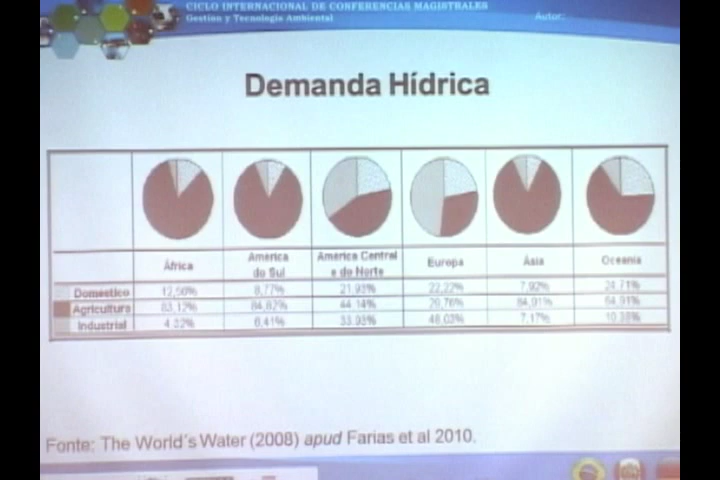 CICLO INTERNACIONAL DE CONFERENCIAS MAGISTRALES
Gestión y Tecnología Ambiental
Autor:
Demanda Hídrica
África América do Sul América Central e do Norte Europa Ásia Oceania
Doméstico 12,56% 8,77% 21,93% 22,22% 7,92% 24,71%
Agricultura 83,12% 84,82% 44,14% 29,76% 84,91% 64,91%
Industrial 4,32% 6,41% 33,93% 48,03% 7,17% 10,38%
Fonte: The World´s Water (2008) apud Farias et al 2010.